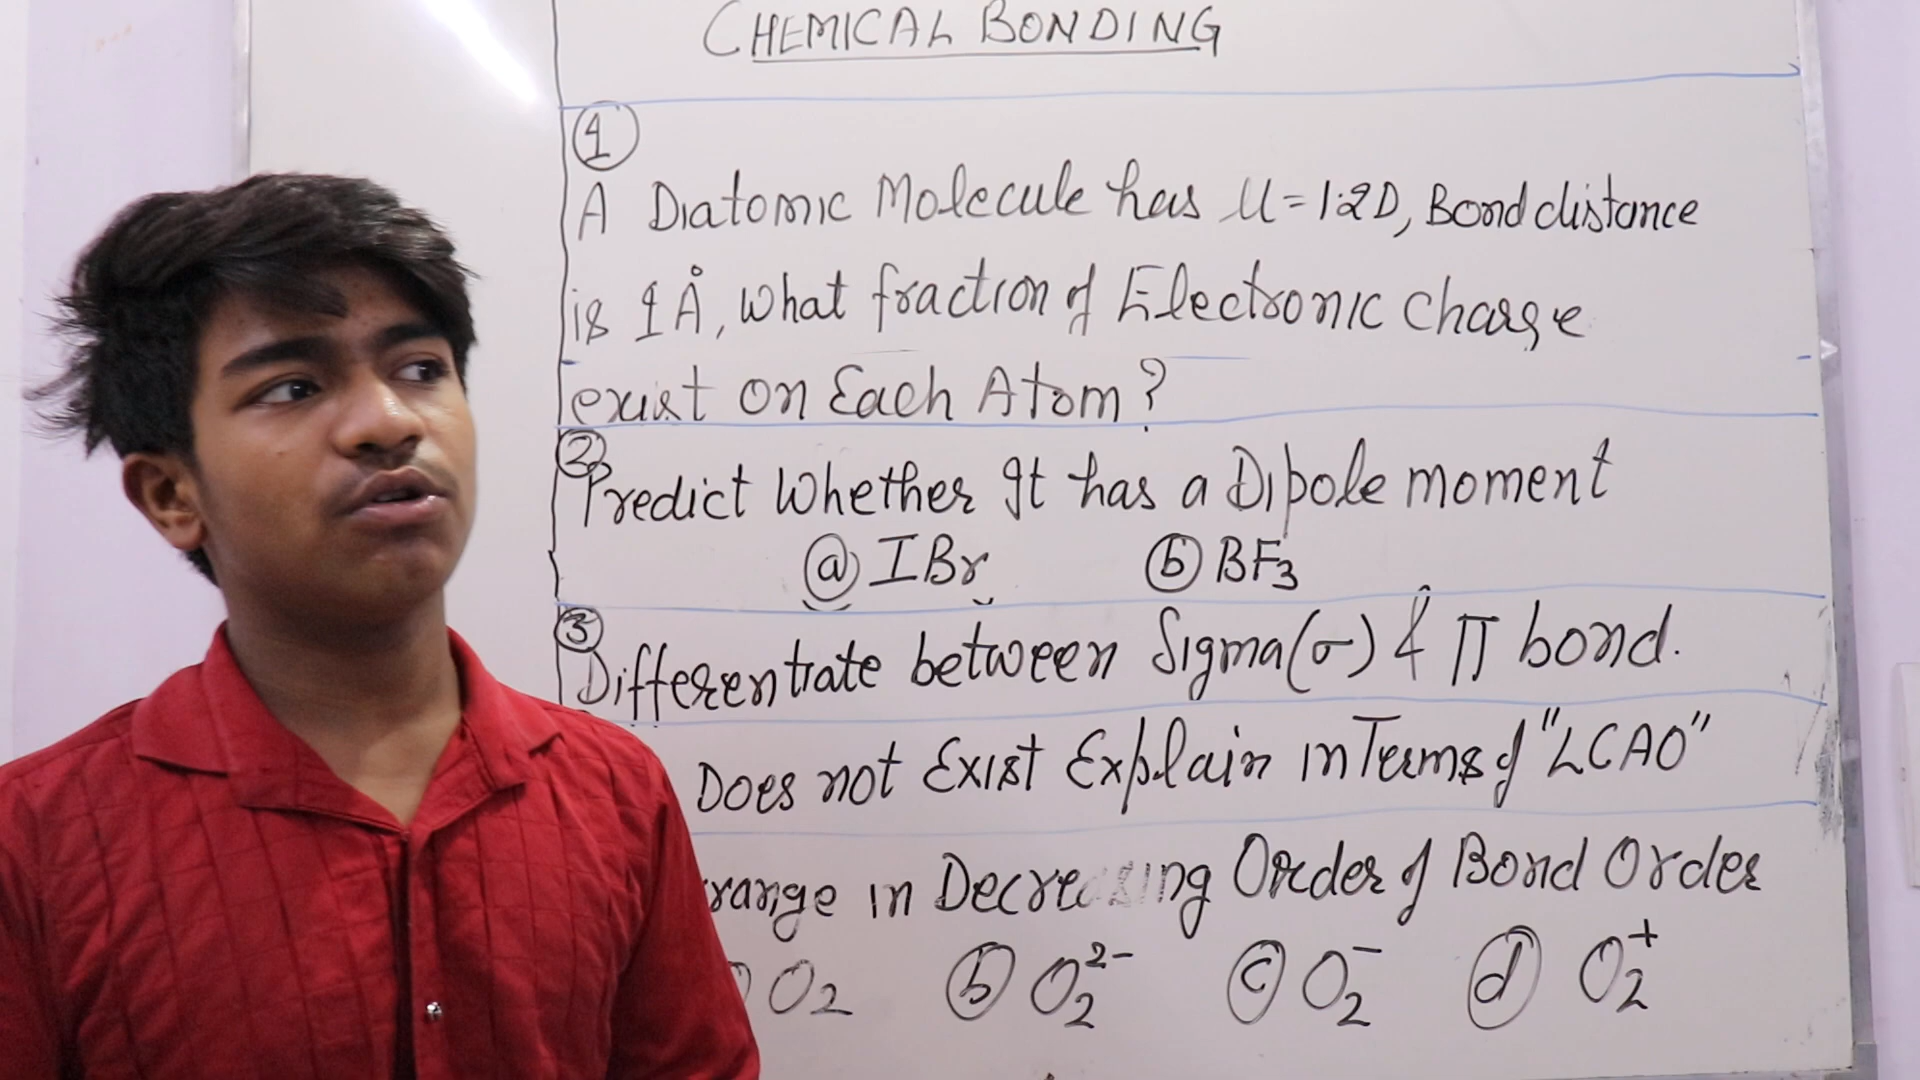 CHEMICAL BONDING
1
A Diatomic Molecule has μ=1.2D, Bond distance
is 1Å, What fraction of Electronic charge
exist on Each Atom?
2
Predict Whether It has a Dipole moment
a IBr b BF3
3
Differentiate between Sigma(σ) & π bond.
Does not Exist Explain in Terms of "LCAO"
range in Decreasing Order of Bond Order
O2 b O2^2- c O2^- d O2^+